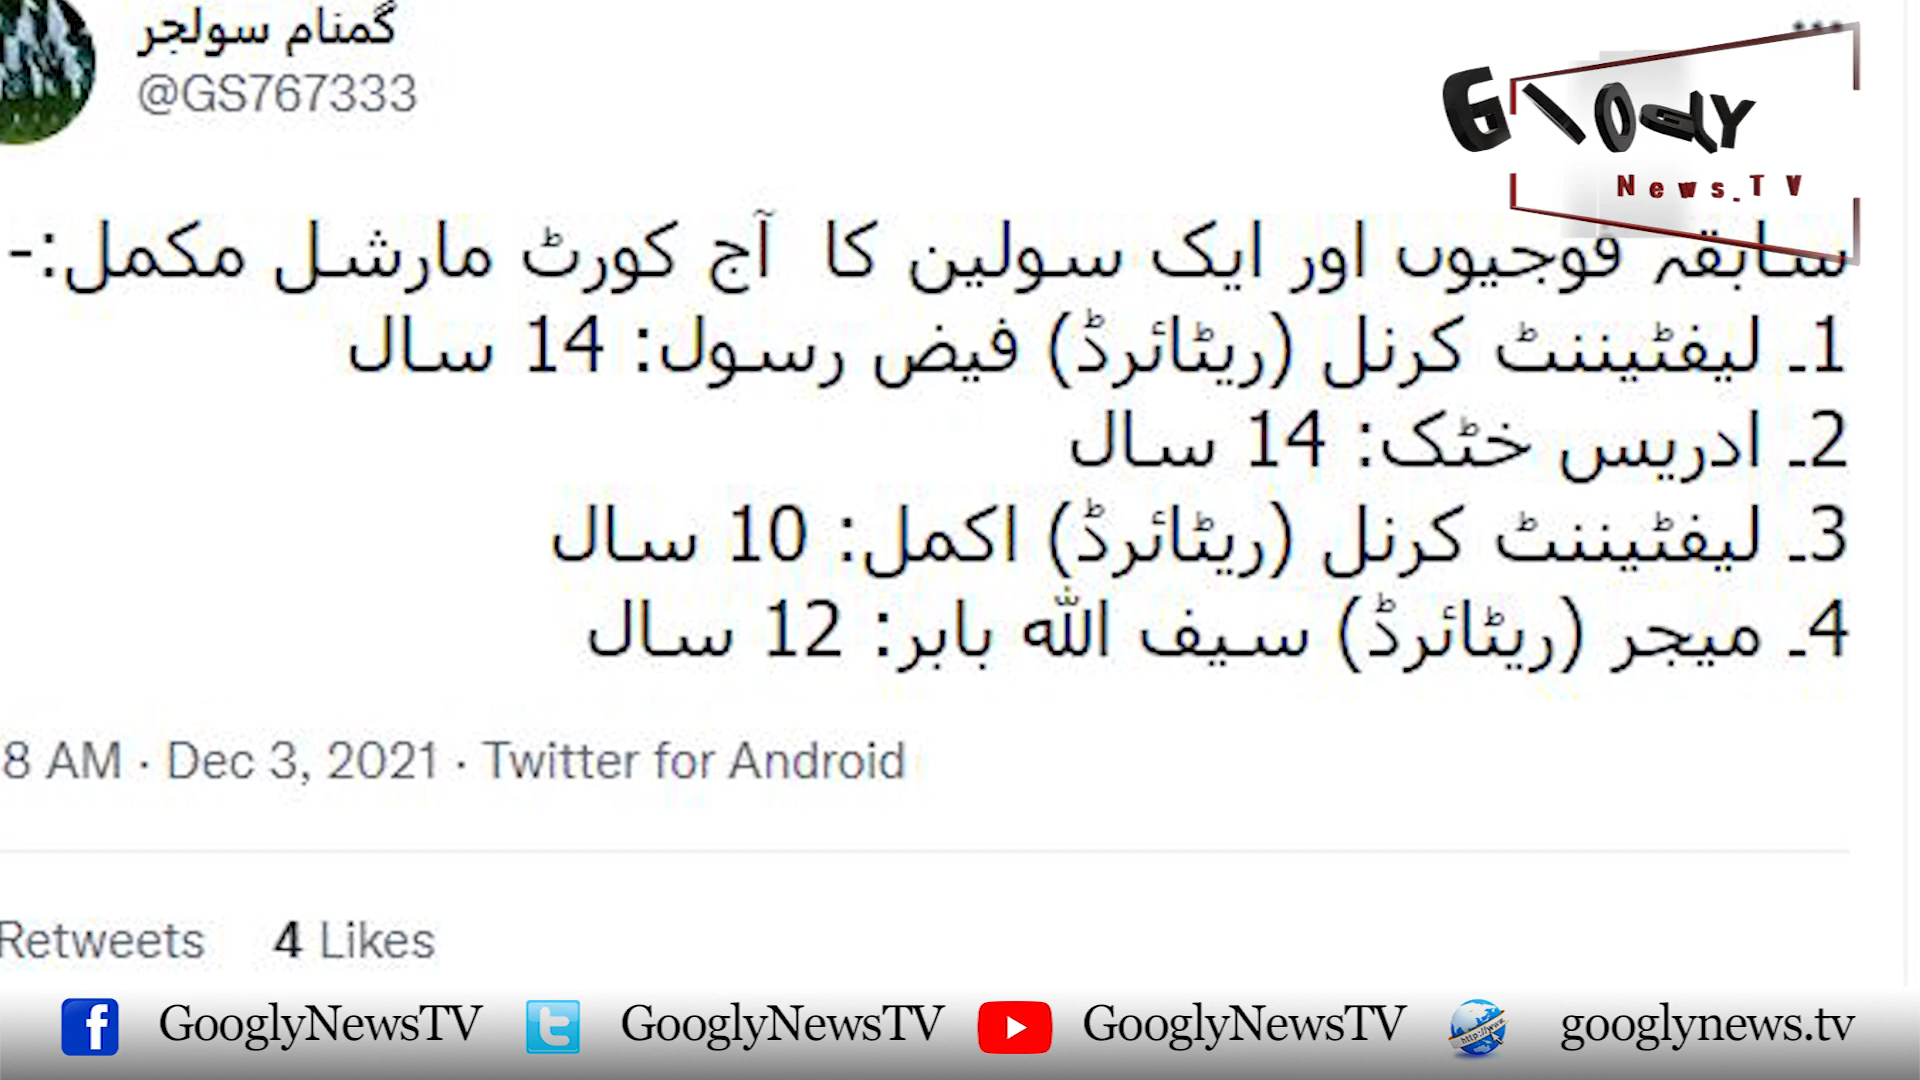 گمنام سولجر
@GS767333
GlOGlY
News.TV
سابقہ فوجیوں اور ایک سولین کا آج کورٹ مارشل مکمل:-
1۔ لیفٹیننٹ کرنل (ریٹائرڈ) فیض رسول: 14 سال
2۔ ادریس خٹک: 14 سال
3۔ لیفٹیننٹ کرنل (ریٹائرڈ) اکمل: 10 سال
4۔ میجر (ریٹائرڈ) سیف اللہ بابر: 12 سال
8 AM · Dec 3, 2021 · Twitter for Android
Retweets 4 Likes
GooglyNewsTV GooglyNewsTV GooglyNewsTV googlynews.tv